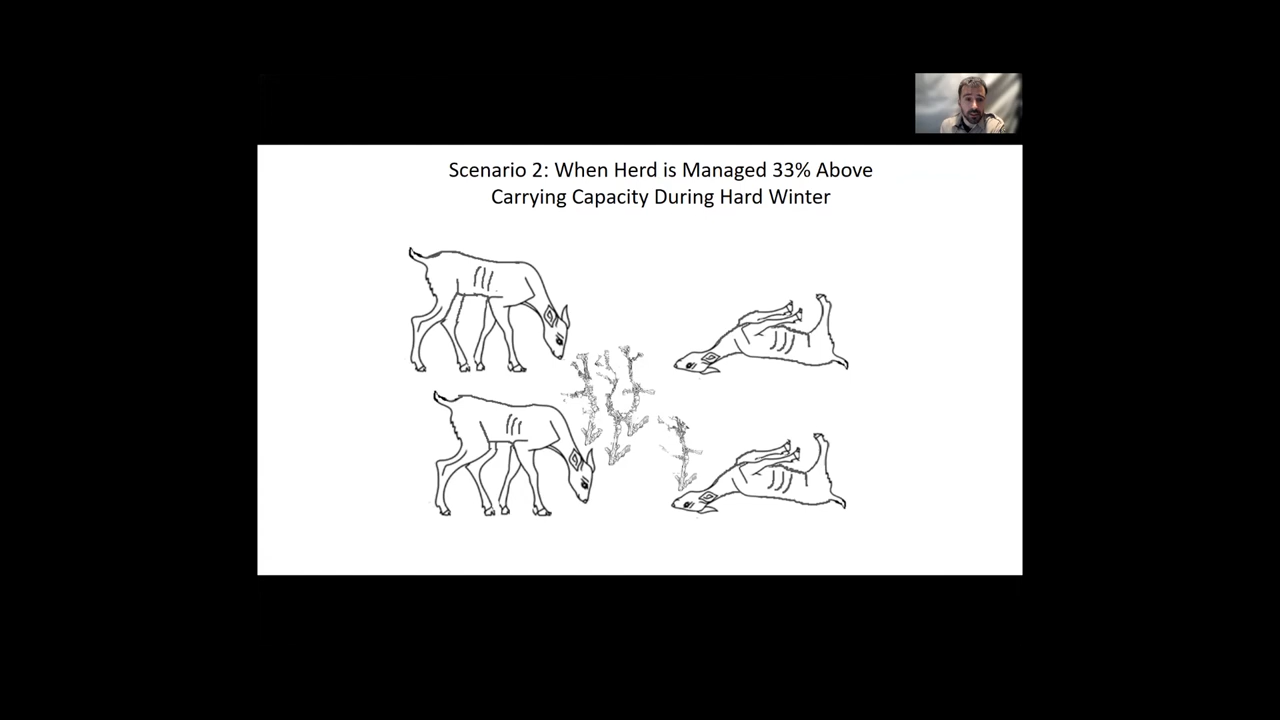 Scenario 2: When Herd is Managed 33% Above
Carrying Capacity During Hard Winter